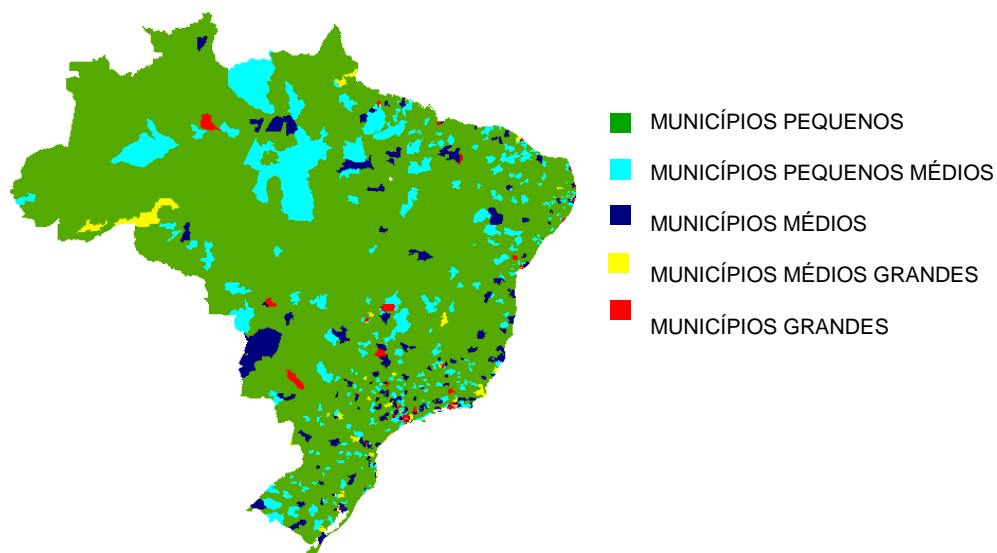 MUNICÍPIOS PEQUENOS
MUNICÍPIOS PEQUENOS MÉDIOS
MUNICÍPIOS MÉDIOS
MUNICÍPIOS MÉDIOS GRANDES
MUNICÍPIOS GRANDES